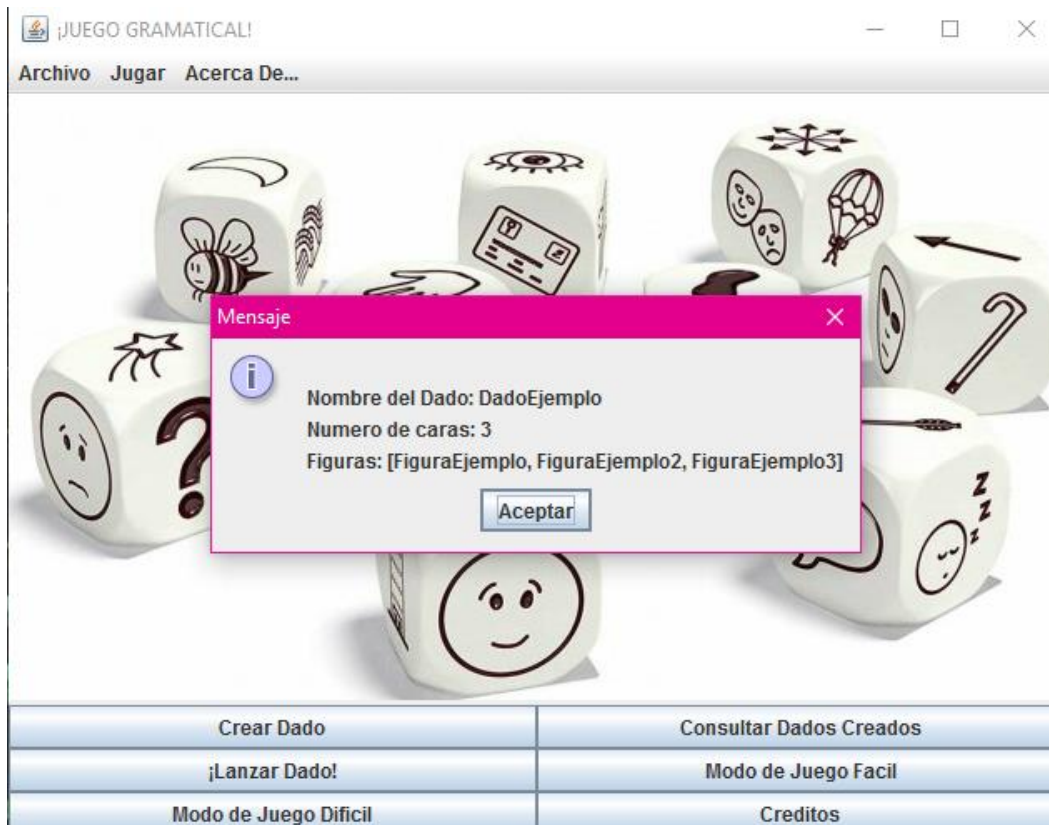 ¡JUEGO GRAMATICAL!
Archivo Jugar Acerca De...
Mensaje
Nombre del Dado: DadoEjemplo
Numero de caras: 3
Figuras: [FiguraEjemplo, FiguraEjemplo2, FiguraEjemplo3]
Aceptar
?
z z z
Crear Dado
Consultar Dados Creados
¡Lanzar Dado!
Modo de Juego Facil
Modo de Juego Dificil
Creditos